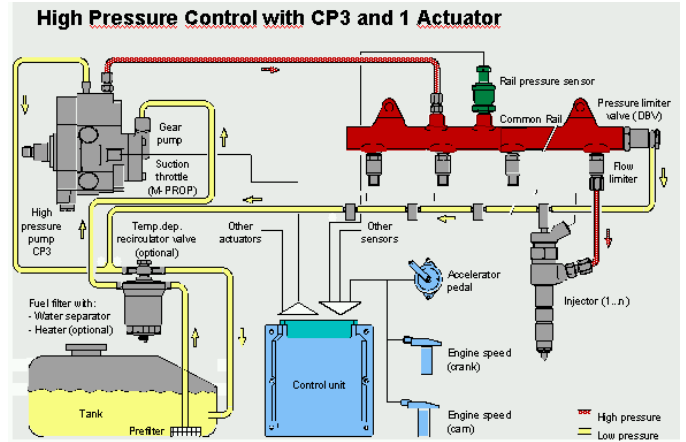 High Pressure Control with CP3 and 1 Actuator
Rail pressure sensor
Pressure limiter
valve (DBV)
Common Rail
Gear
pump
Suction
throttle
(M-PROP)
Flow
limiter
High
pressure
pump
CP3
Temp.dep.
recirculator valve
(optional)
Other
actuators
Other
sensors
Accelerator
pedal
Injector (1...n)
Fuel filter with:
- Water separator
- Heater (optional)
Engine speed
(crank)
Control unit
Tank
Prefilter
Engine speed
(cam)
High pressure
Low pressure